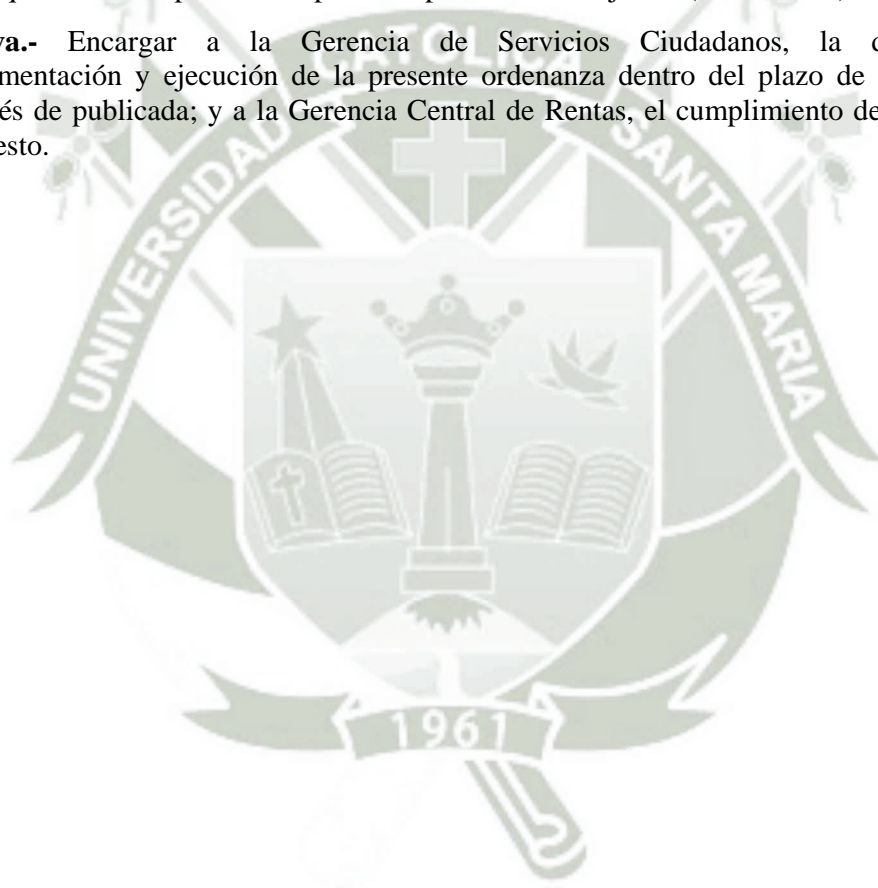 va.- Encargar a la Gerencia de Servicios Ciudadanos, la
mentación y ejecución de la presente ordenanza dentro del plazo de
és de publicada; y a la Gerencia Central de Rentas, el cumplimiento de
esto.
UNIVERSIDAD CATOLICA SANTA MARIA
1961